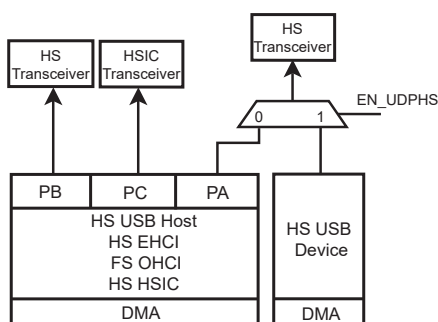 HS
Transceiver
HS
Transceiver
HSIC
Transceiver
EN_UDPHS
0
1
PB
PC
PA
HS USB Host
HS EHCI
FS OHCI
HS HSIC
DMA
HS USB
Device
DMA